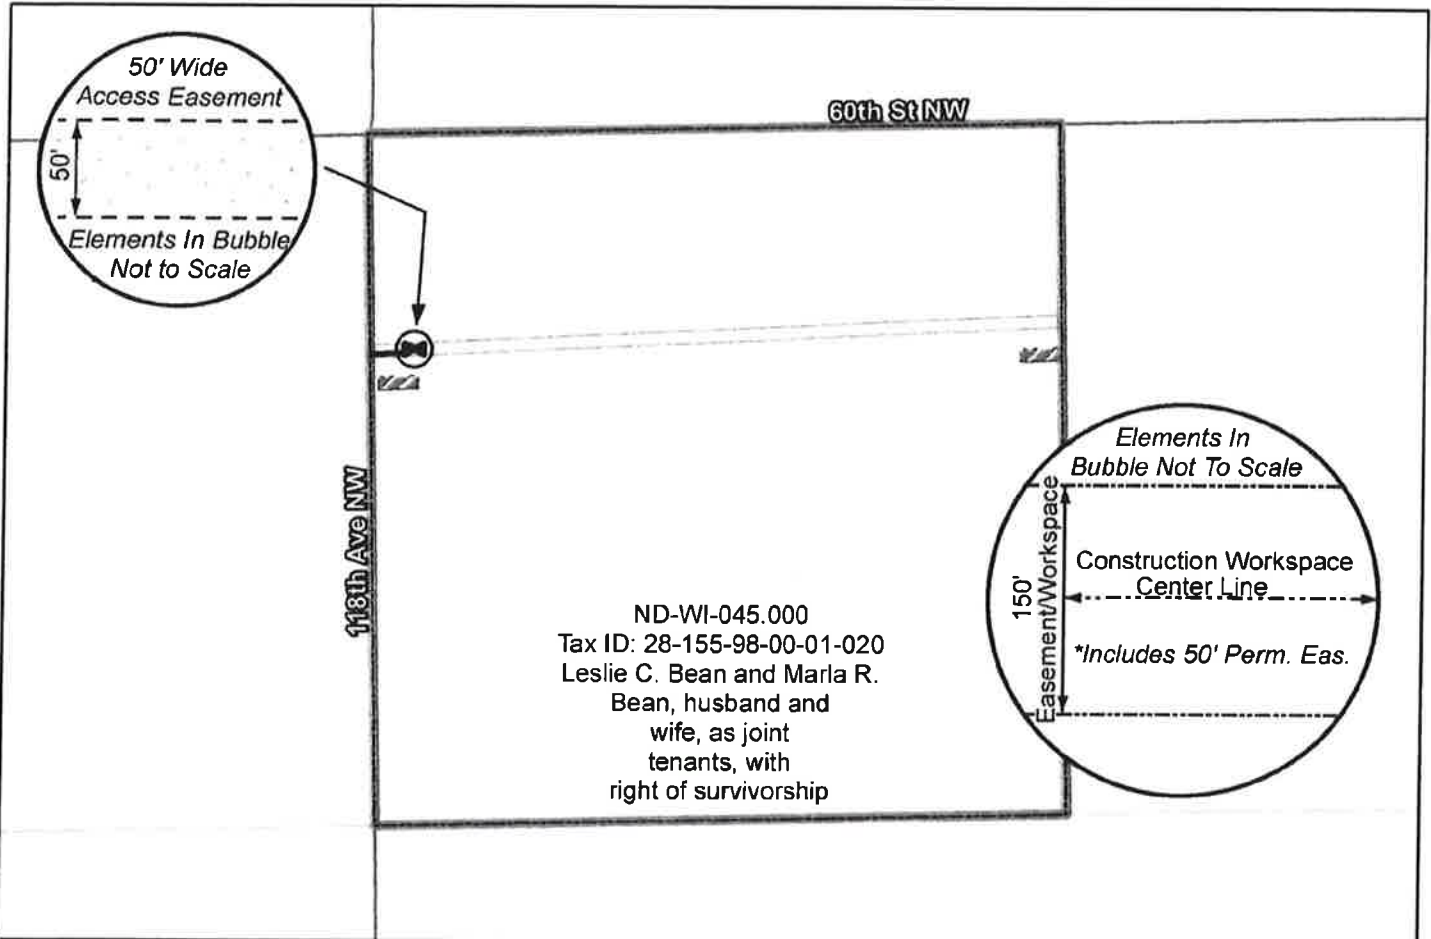 50' Wide
Access Easement
50'
Elements In Bubble
Not to Scale
60th St NW
118th Ave NW
Elements In
Bubble Not To Scale
150'
Easement/Workspace
Construction Workspace
Center Line
*Includes 50' Perm. Eas.
ND-WI-045.000
Tax ID: 28-155-98-00-01-020
Leslie C. Bean and Marla R.
Bean, husband and
wife, as joint
tenants, with
right of survivorship